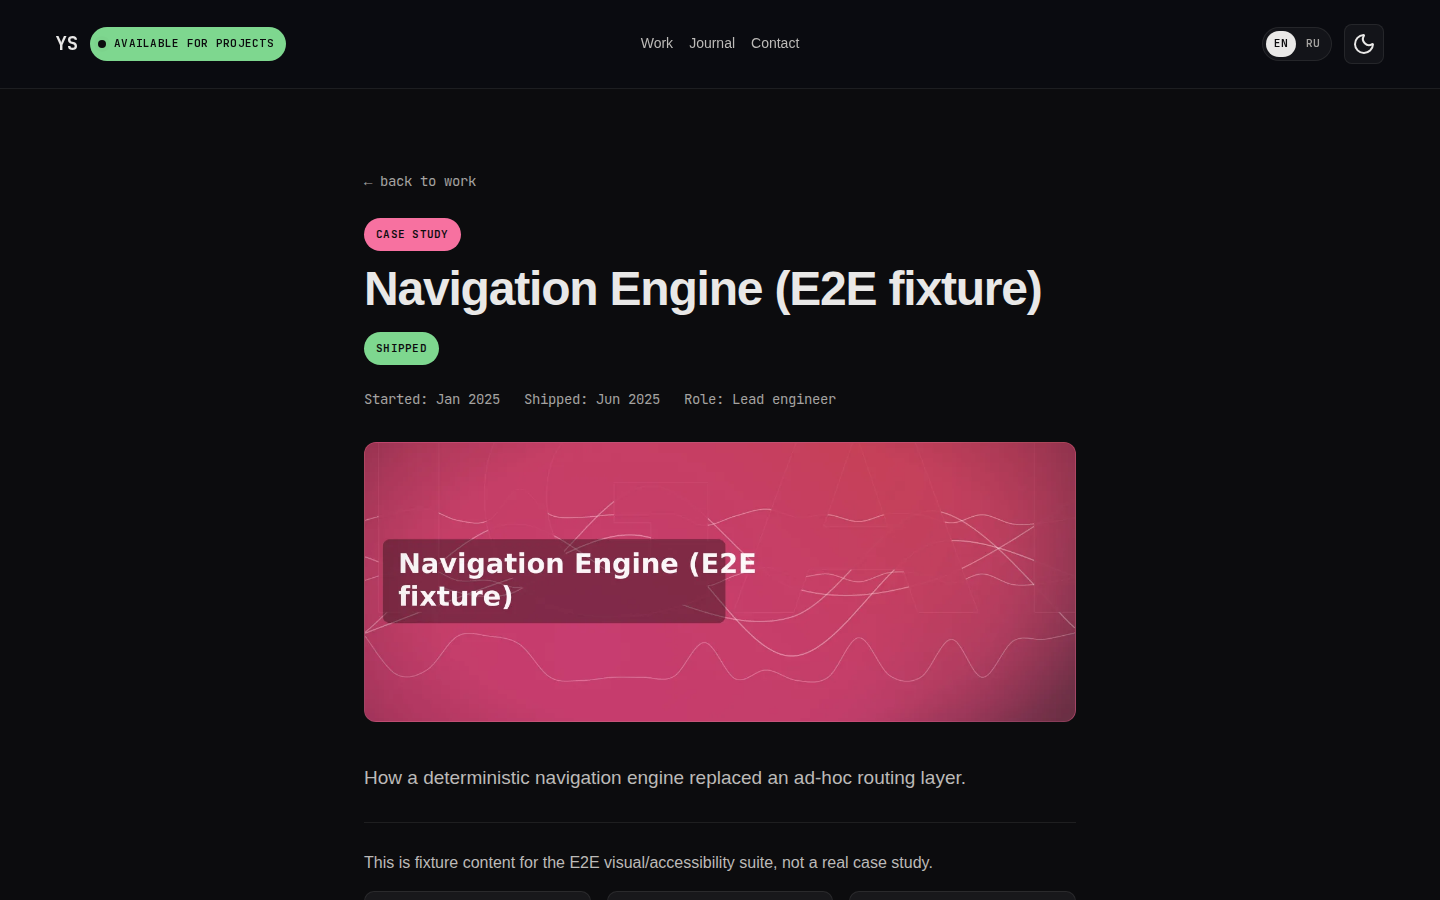 YS
AVAILABLE FOR PROJECTS
Work Journal Contact
EN RU
← back to work
CASE STUDY
Navigation Engine (E2E fixture)
SHIPPED
Started: Jan 2025 Shipped: Jun 2025 Role: Lead engineer
Navigation Engine (E2E
fixture)
How a deterministic navigation engine replaced an ad-hoc routing layer.
This is fixture content for the E2E visual/accessibility suite, not a real case study.